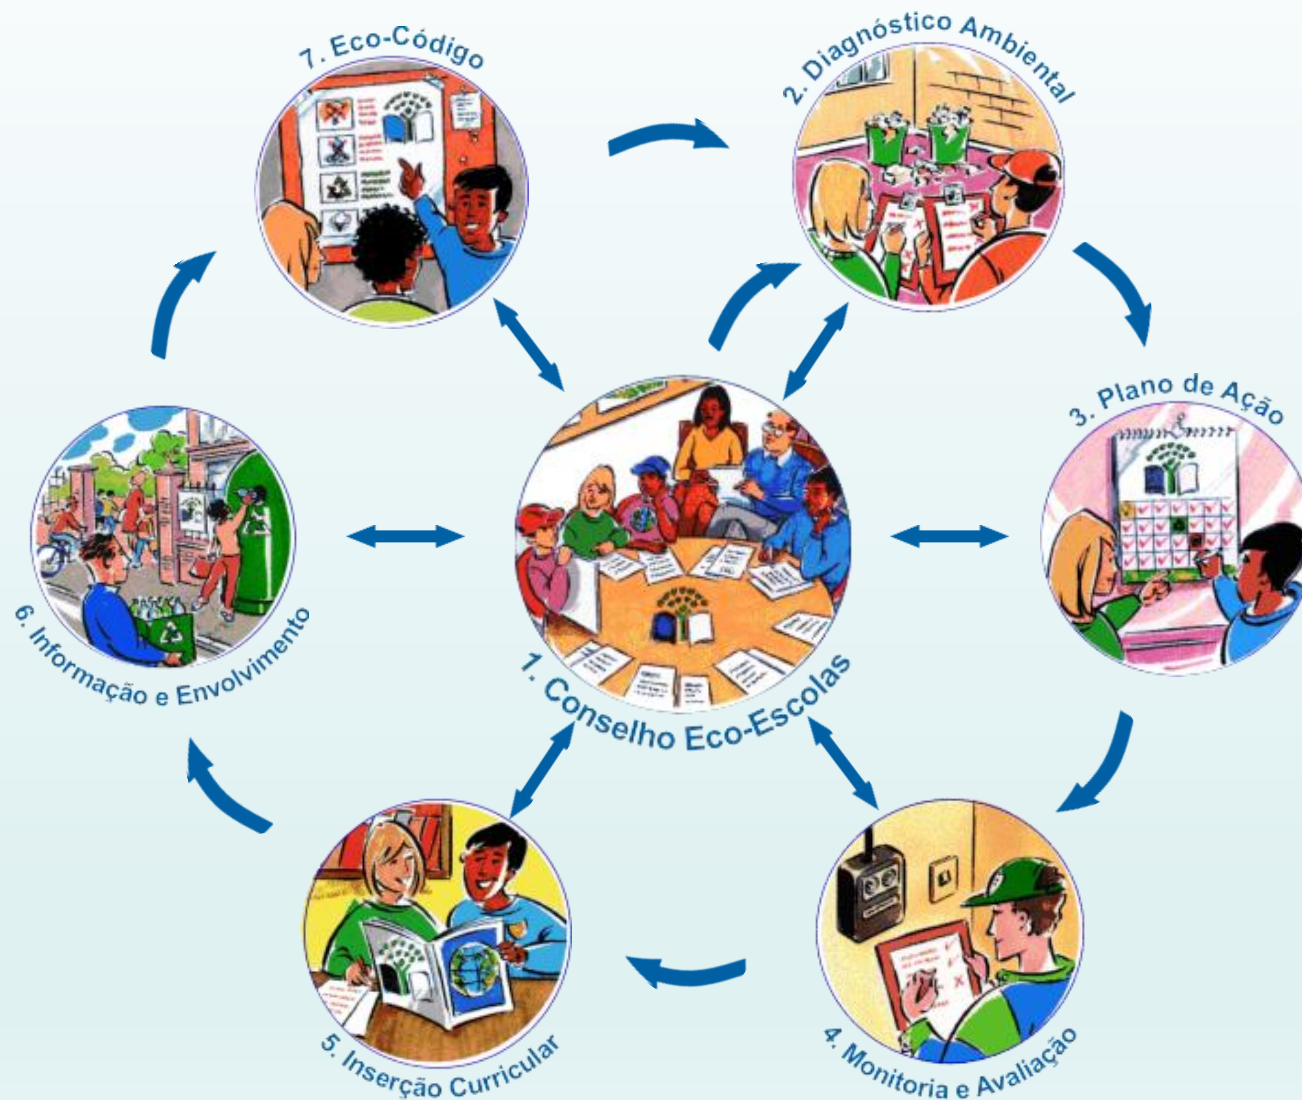 1. Conselho Eco-Escolas
2. Diagnóstico Ambiental
3. Plano de Ação
4. Monitoria e Avaliação
5. Inserção Curricular
6. Informação e Envolvimento
7. Eco-Código